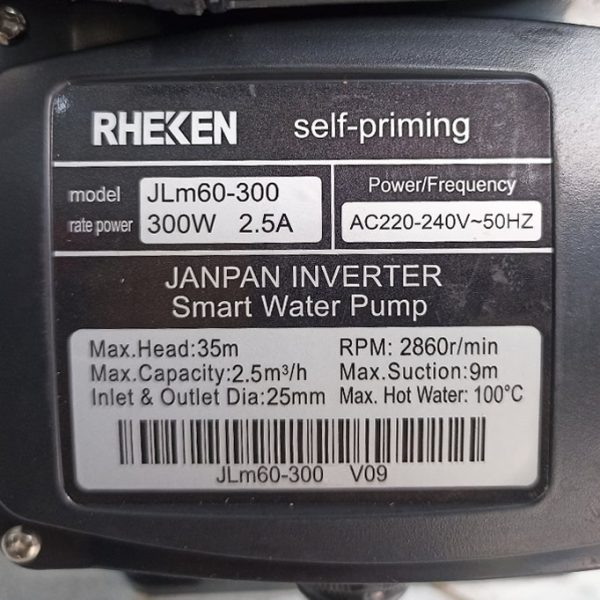 RHEKEN self-priming
model JLm60-300
rate power 300W 2.5A
Power/Frequency
AC220-240V~50HZ
JANPAN INVERTER
Smart Water Pump
Max.Head:35m RPM: 2860r/min
Max.Capacity:2.5m³/h Max.Suction:9m
Inlet & Outlet Dia:25mm Max. Hot Water: 100°C
JLm60-300 V09